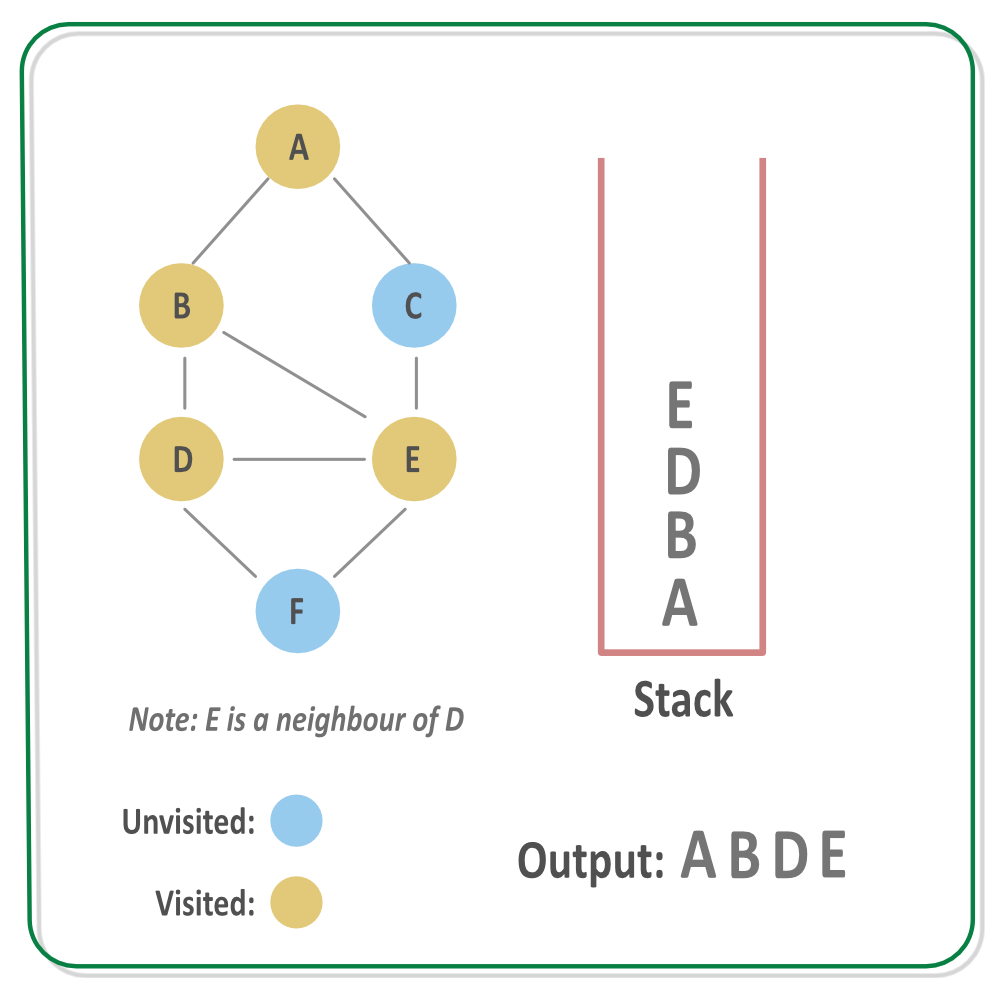 A
B
C
D
E
F
Note: E is a neighbour of D
Unvisited:
Visited:
E
D
B
A
Stack
Output: A B D E